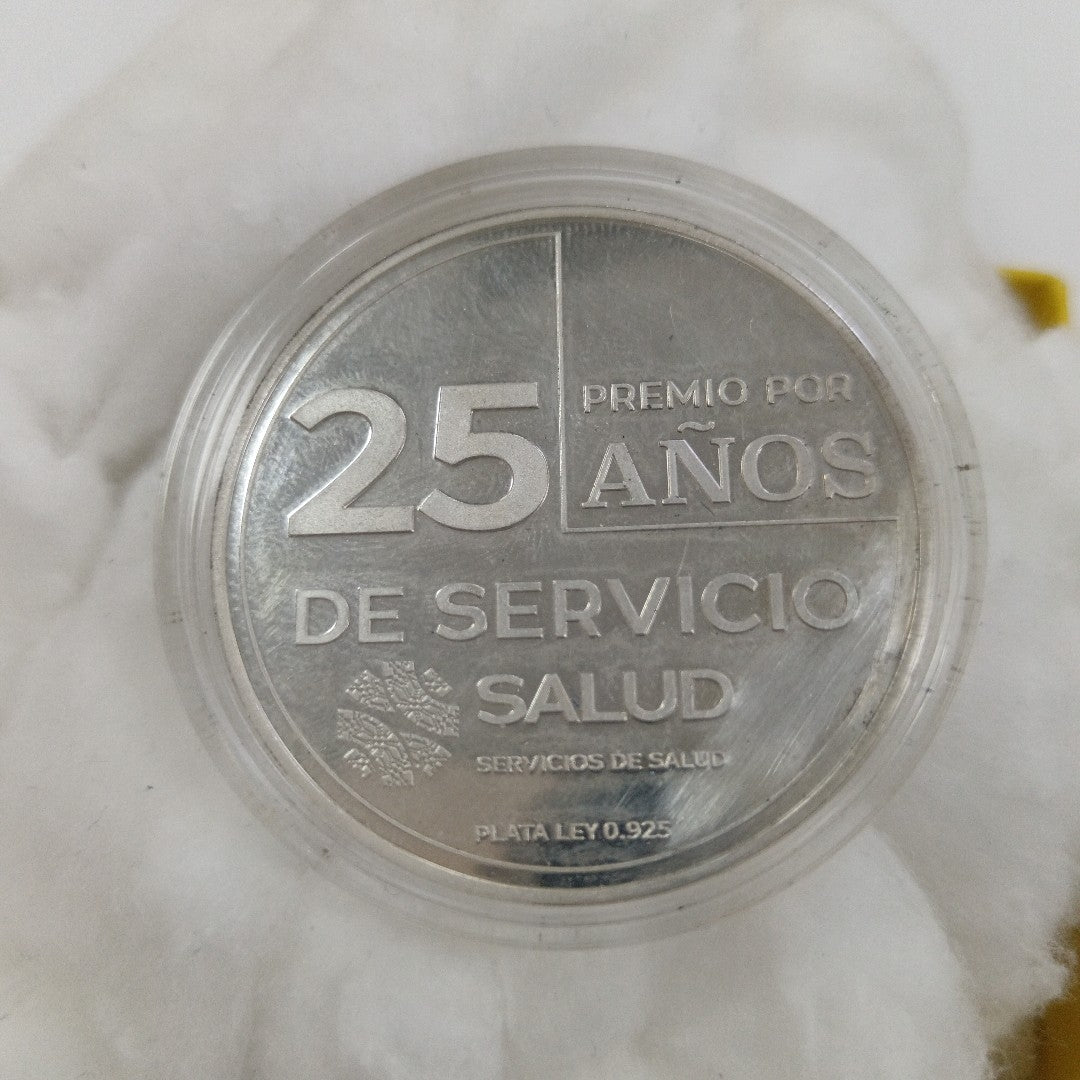 25
PREMIO POR
AÑOS
DE SERVICIO
SALUD
SERVICIOS DE SALUD
PLATA LEY 0.925